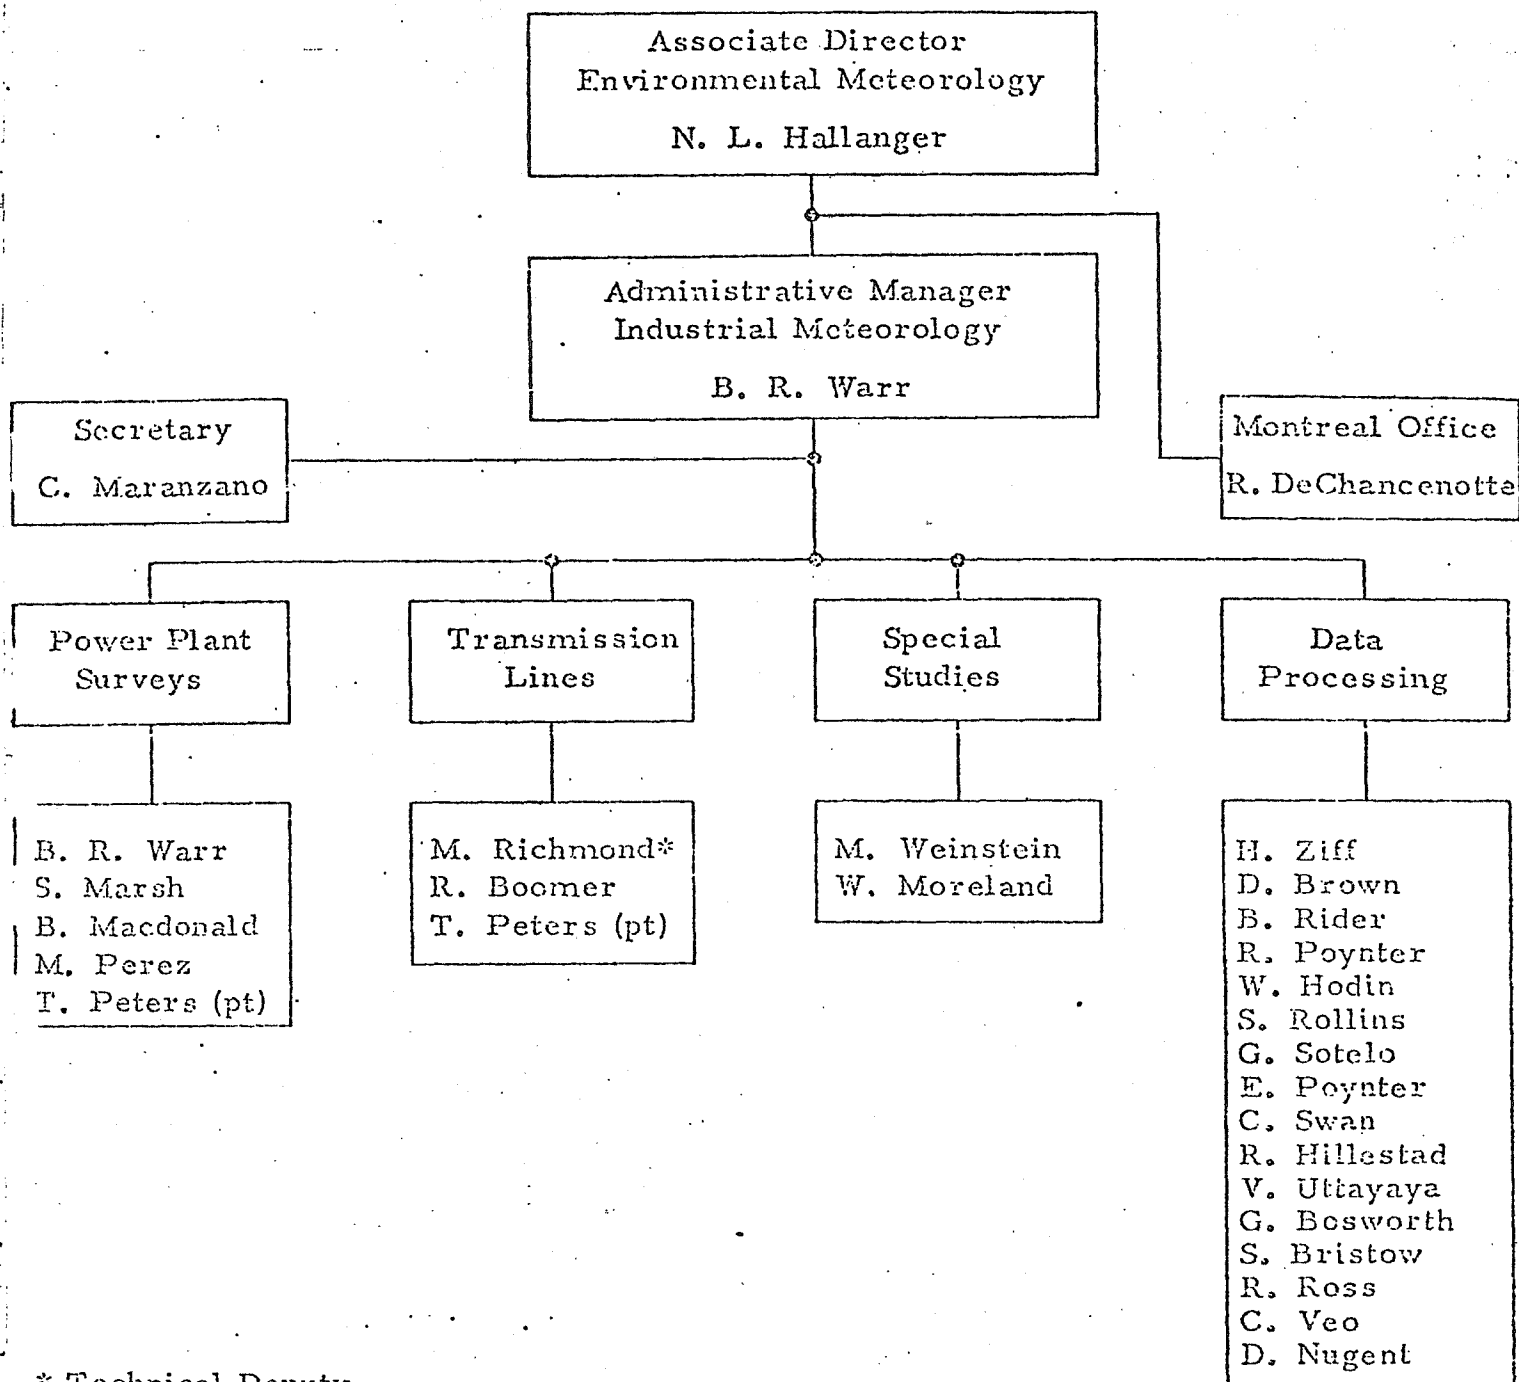 Associate Director
Environmental Meteorology
N. L. Hallanger
Administrative Manager
Industrial Meteorology
B. R. Warr
Secretary
C. Maranzano
Montreal Office
R. DeChancenotte
Power Plant
Surveys
Transmission
Lines
Special
Studies
Data
Processing
B. R. Warr
S. Marsh
B. Macdonald
M. Perez
T. Peters (pt)
M. Richmond*
R. Boomer
T. Peters (pt)
M. Weinstein
W. Moreland
H. Ziff
D. Brown
B. Rider
R. Poynter
W. Hodin
S. Rollins
G. Sotelo
E. Poynter
C. Swan
R. Hillestad
V. Uttayaya
G. Bosworth
S. Bristow
R. Ross
C. Veo
D. Nugent
* Technical Deputy